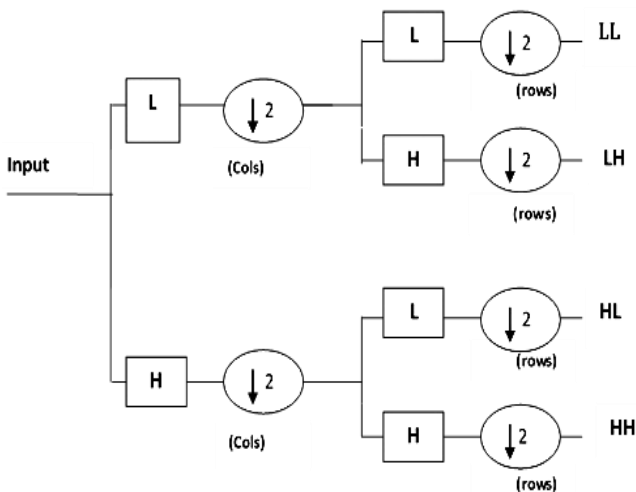 L ↓ 2 LL
(rows)
L ↓ 2
(Cols)
H ↓ 2 LH
(rows)
Input
L ↓ 2 HL
(rows)
H ↓ 2
(Cols)
H ↓ 2 HH
(rows)